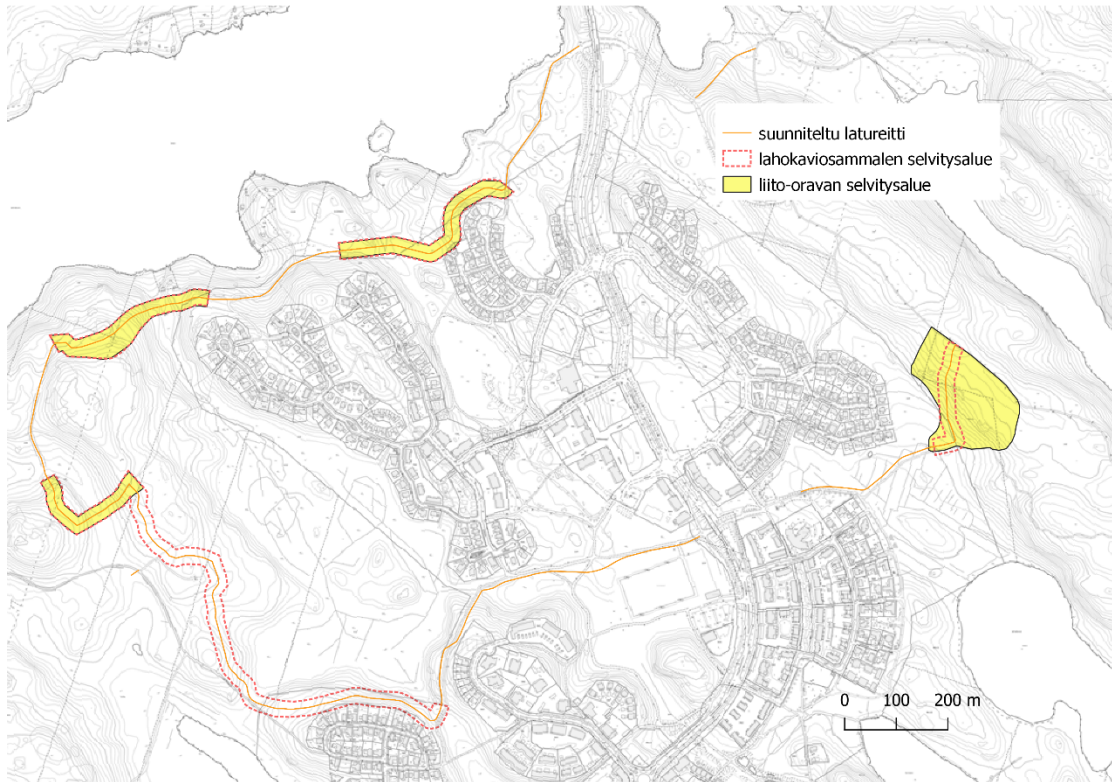 suunniteltu latureitti
lahokaviosammalen selvitysalue
liito-oravan selvitysalue
0 100 200 m